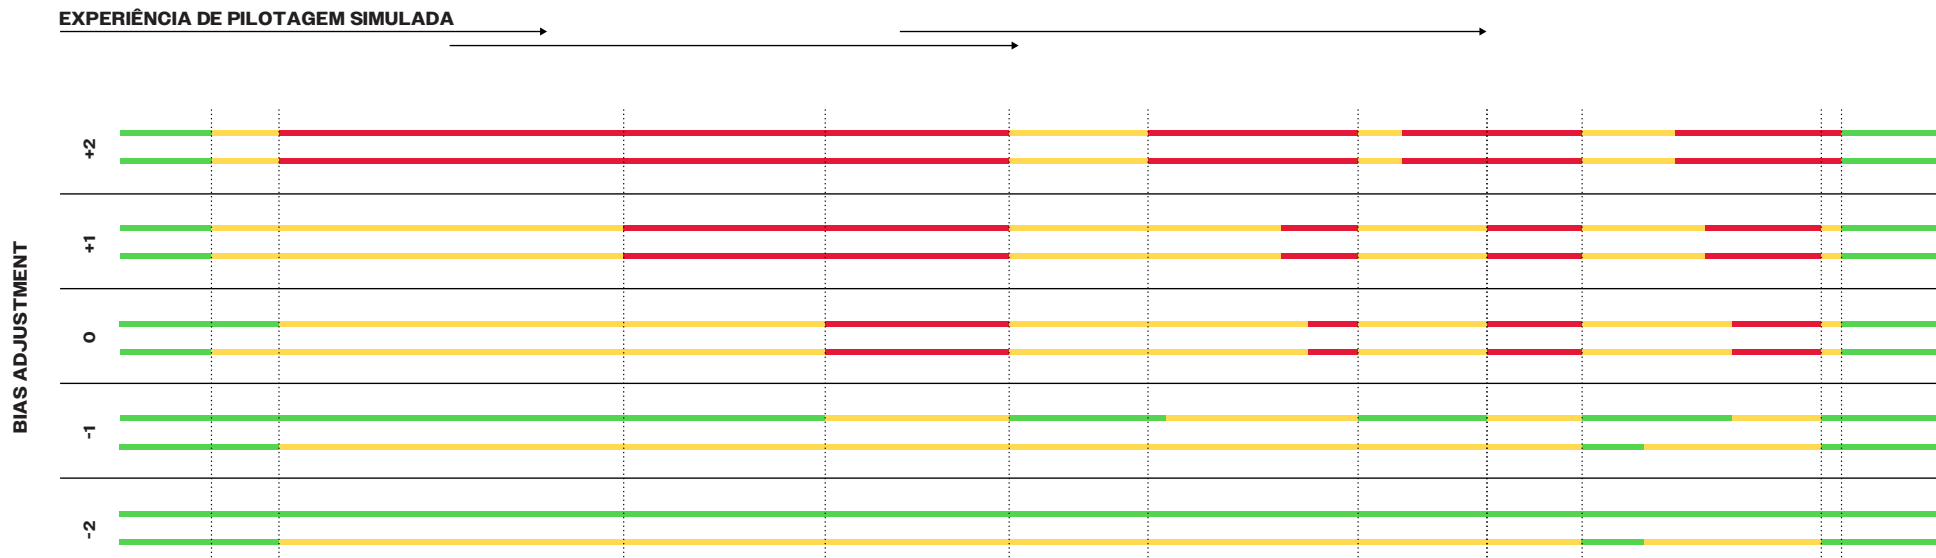 EXPERIÊNCIA DE PILOTAGEM SIMULADA
BIAS ADJUSTMENT
+2
+1
0
-1
-2